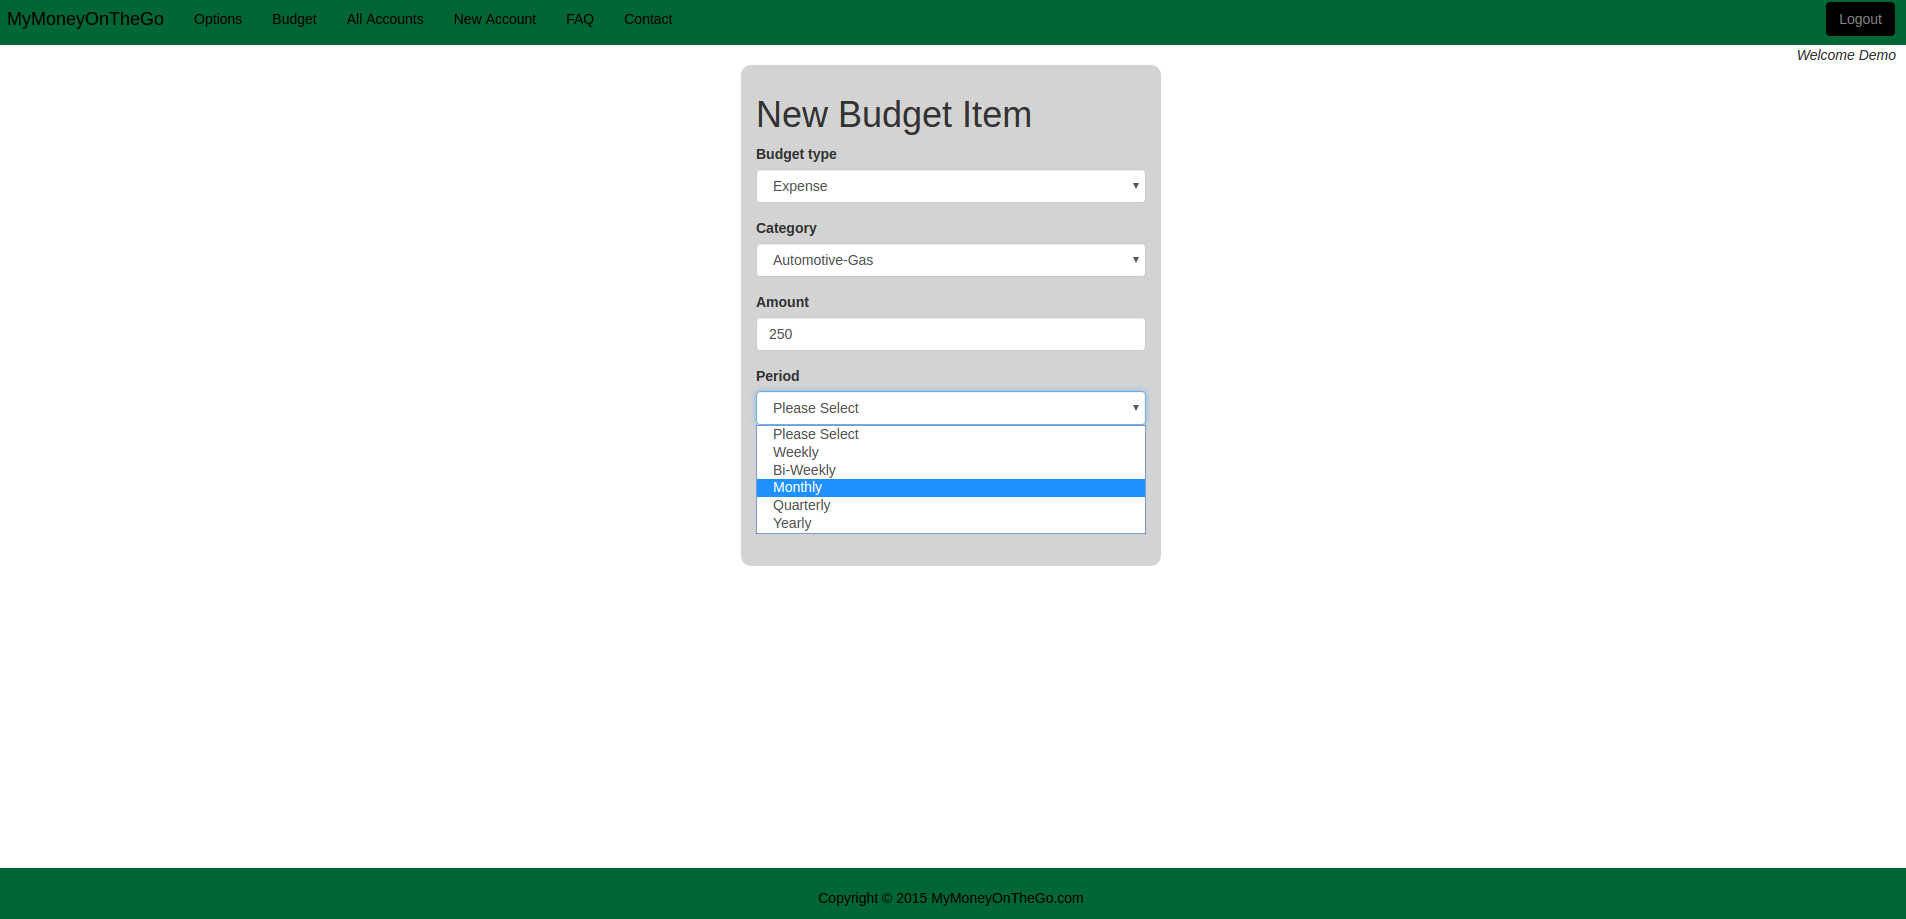 MyMoneyOnTheGo Options Budget All Accounts New Account FAQ Contact Logout
Welcome Demo
New Budget Item
Budget type
Expense
Category
Automotive-Gas
Amount
250
Period
Please Select
Please Select
Weekly
Bi-Weekly
Monthly
Quarterly
Yearly
Copyright © 2015 MyMoneyOnTheGo.com